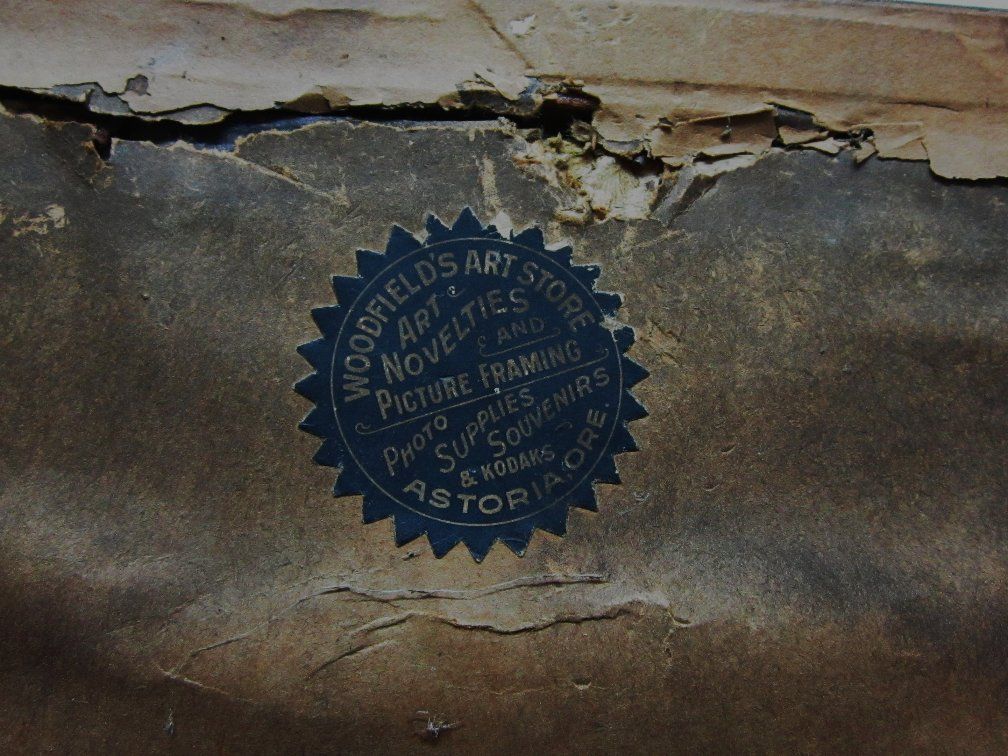 WOODFIELD'S ART STORE
ART
NOVELTIES
AND
PICTURE FRAMING
PHOTO
SUPPLIES
SOUVENIRS
& KODAKS
ASTORIA, ORE